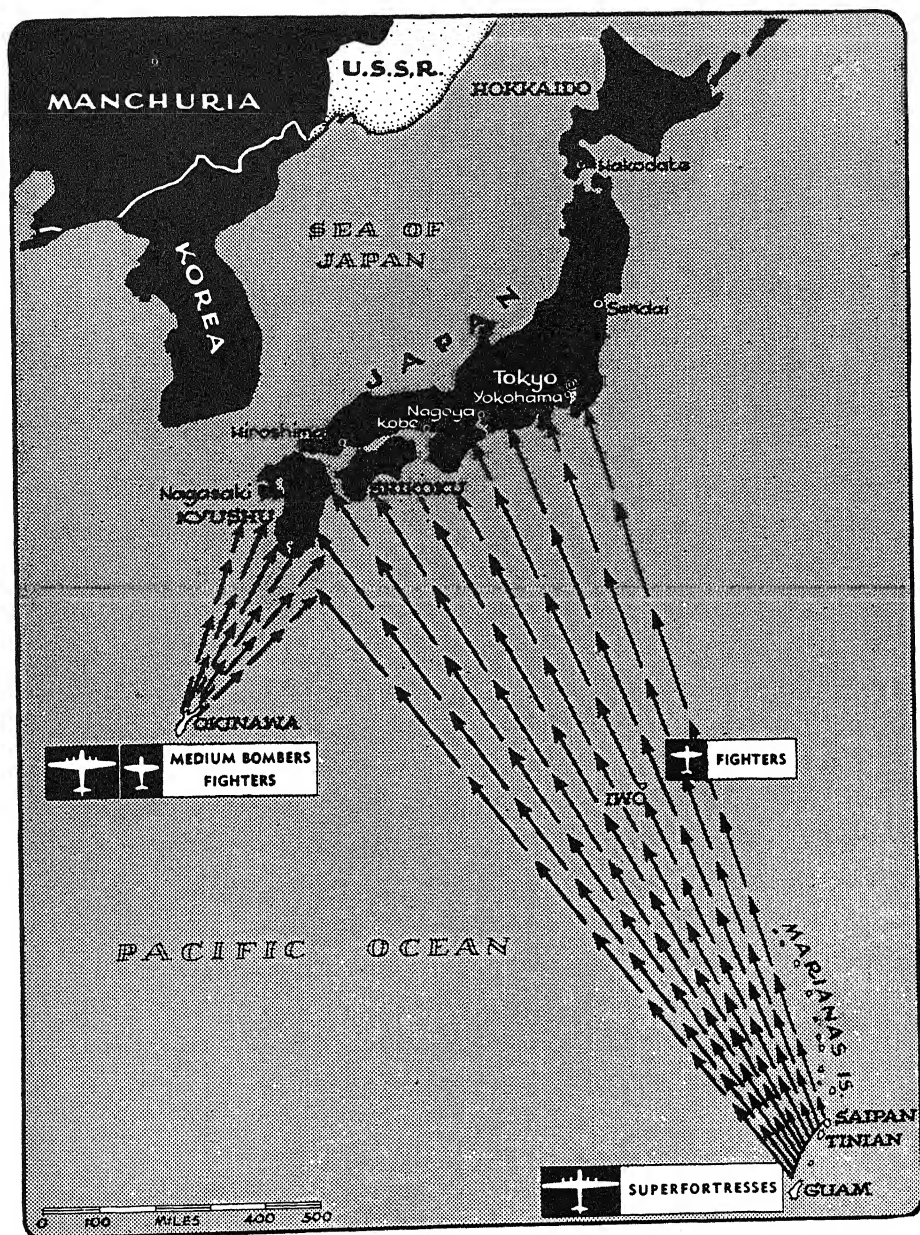 U.S.S.R.
MANCHURIA
HOKKAIDO
Hakodate
SEA OF
JAPAN
KOREA
Sendai
JAPAN
Tokyo
Yokohama
Nagoya
Kobe
Hiroshima
Nagasaki
SHIKOKU
KYUSHU
OKINAWA
MEDIUM BOMBERS
FIGHTERS
FIGHTERS
IWO
PACIFIC OCEAN
MARIANAS IS.
SAIPAN
TINIAN
SUPERFORTRESSES
GUAM
0 100 MILES 400 500